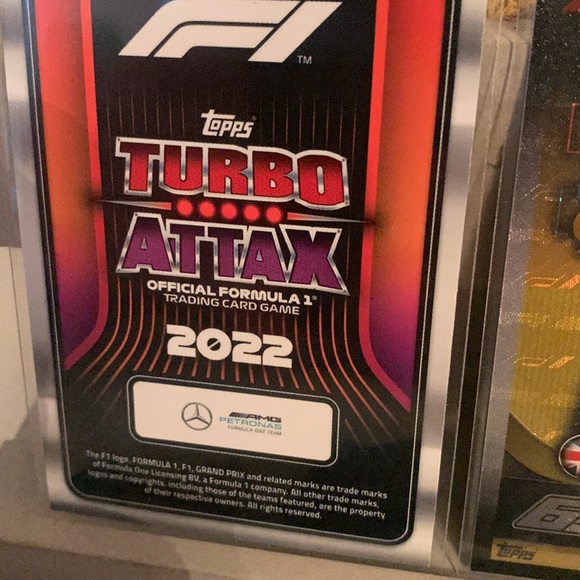 F1
TM
Topps
TURBO
ATTAX
OFFICIAL FORMULA 1®
TRADING CARD GAME
2022
AMG
PETRONAS
FORMULA ONE TEAM
The F1 logo, FORMULA 1, F1, GRAND PRIX and related marks are trade marks
of Formula One Licensing BV, a Formula 1 company. All other trade marks,
logos and copyrights, including those of the teams featured, are the property
of their respective owners. All rights reserved.
Topps